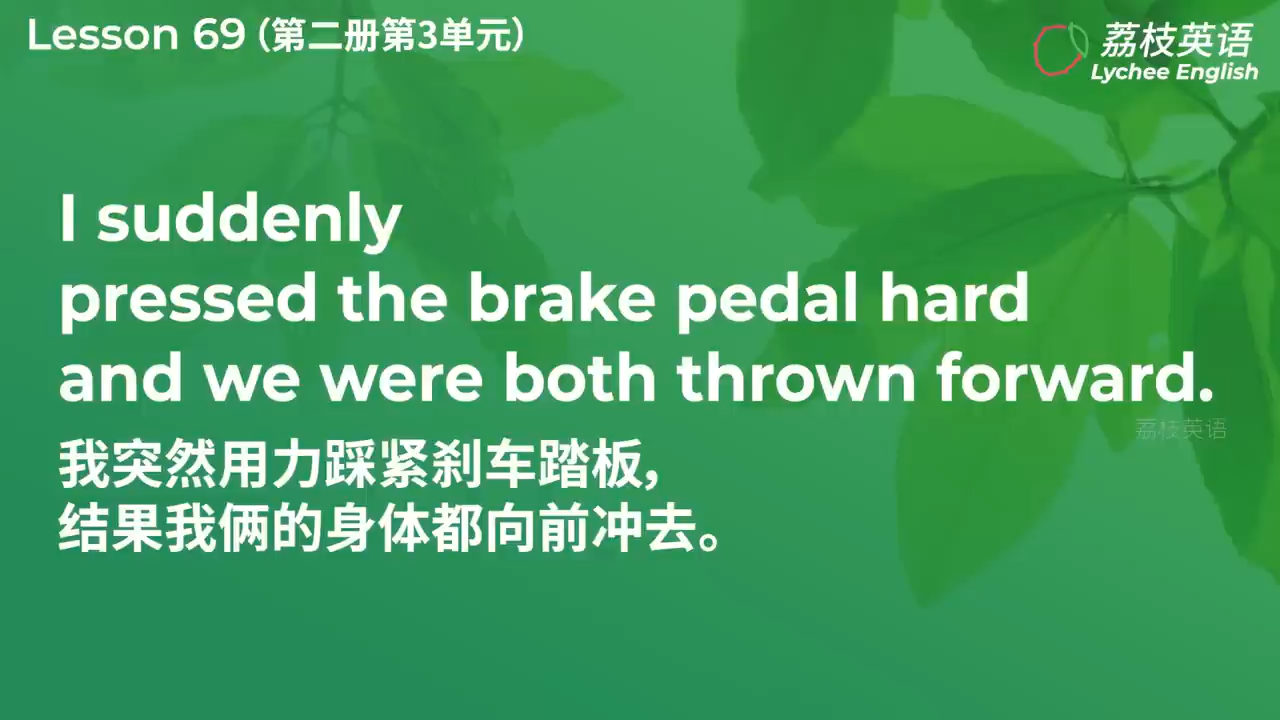 Lesson 69 (第二册第3单元)
荔枝英语
Lychee English
I suddenly
pressed the brake pedal hard
and we were both thrown forward.
荔枝英语
我突然用力踩紧刹车踏板,
结果我俩的身体都向前冲去。